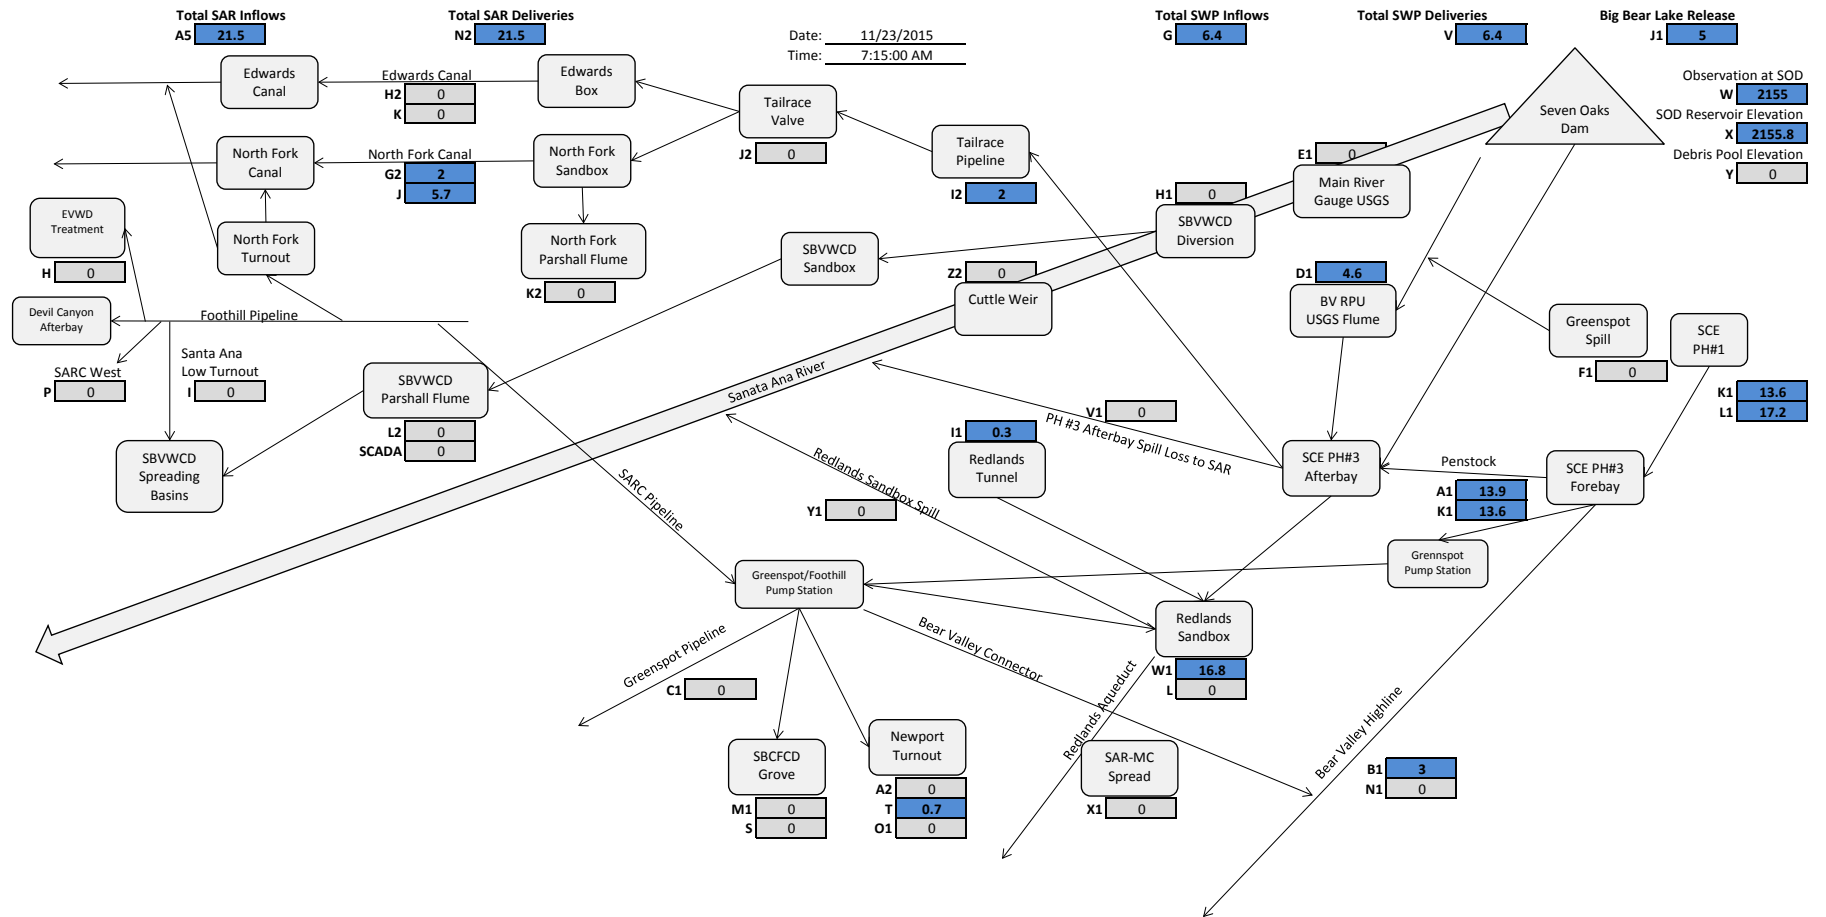 Total SAR Inflows
A5 21.5
Total SAR Deliveries
N2 21.5
Date: 11/23/2015
Time: 7:15:00 AM
Total SWP Inflows
G 6.4
Total SWP Deliveries
V 6.4
Big Bear Lake Release
J1 5
Observation at SOD
W 2155
SOD Reservoir Elevation
X 2155.8
Debris Pool Elevation
Y 0
Seven Oaks
Dam
Edwards
Canal
Edwards Canal
H2 0
K 0
Edwards
Box
Tailrace
Valve
J2 0
Tailrace
Pipeline
I2 2
E1 0
Main River
Gauge USGS
H1 0
SBVWCD
Diversion
North Fork
Canal
North Fork Canal
G2 2
J 5.7
North Fork
Sandbox
North Fork
Parshall Flume
K2 0
EVWD
Treatment
H 0
North Fork
Turnout
SBVWCD
Sandbox
Z2 0
Cuttle Weir
D1 4.6
BV RPU
USGS Flume
Greenspot
Spill
F1 0
SCE
PH#1
K1 13.6
L1 17.2
Devil Canyon
Afterbay
Foothill Pipeline
SARC West
P 0
Santa Ana
Low Turnout
I 0
SBVWCD
Parshall Flume
L2 0
SCADA 0
SBVWCD
Spreading
Basins
Sanata Ana River
V1 0
PH #3 Afterbay Spill Loss to SAR
I1 0.3
Redlands
Tunnel
Redlands Sandbox Spill
Y1 0
SARC Pipeline
SCE PH#3
Afterbay
Penstock
A1 13.9
K1 13.6
SCE PH#3
Forebay
Grennspot
Pump Station
Greenspot/Foothill
Pump Station
Redlands
Sandbox
W1 16.8
L 0
Greenspot Pipeline
C1 0
Bear Valley Connector
Redlands Aqueduct
Bear Valley Highline
SBCFCD
Grove
M1 0
S 0
Newport
Turnout
A2 0
T 0.7
O1 0
SAR-MC
Spread
X1 0
B1 3
N1 0